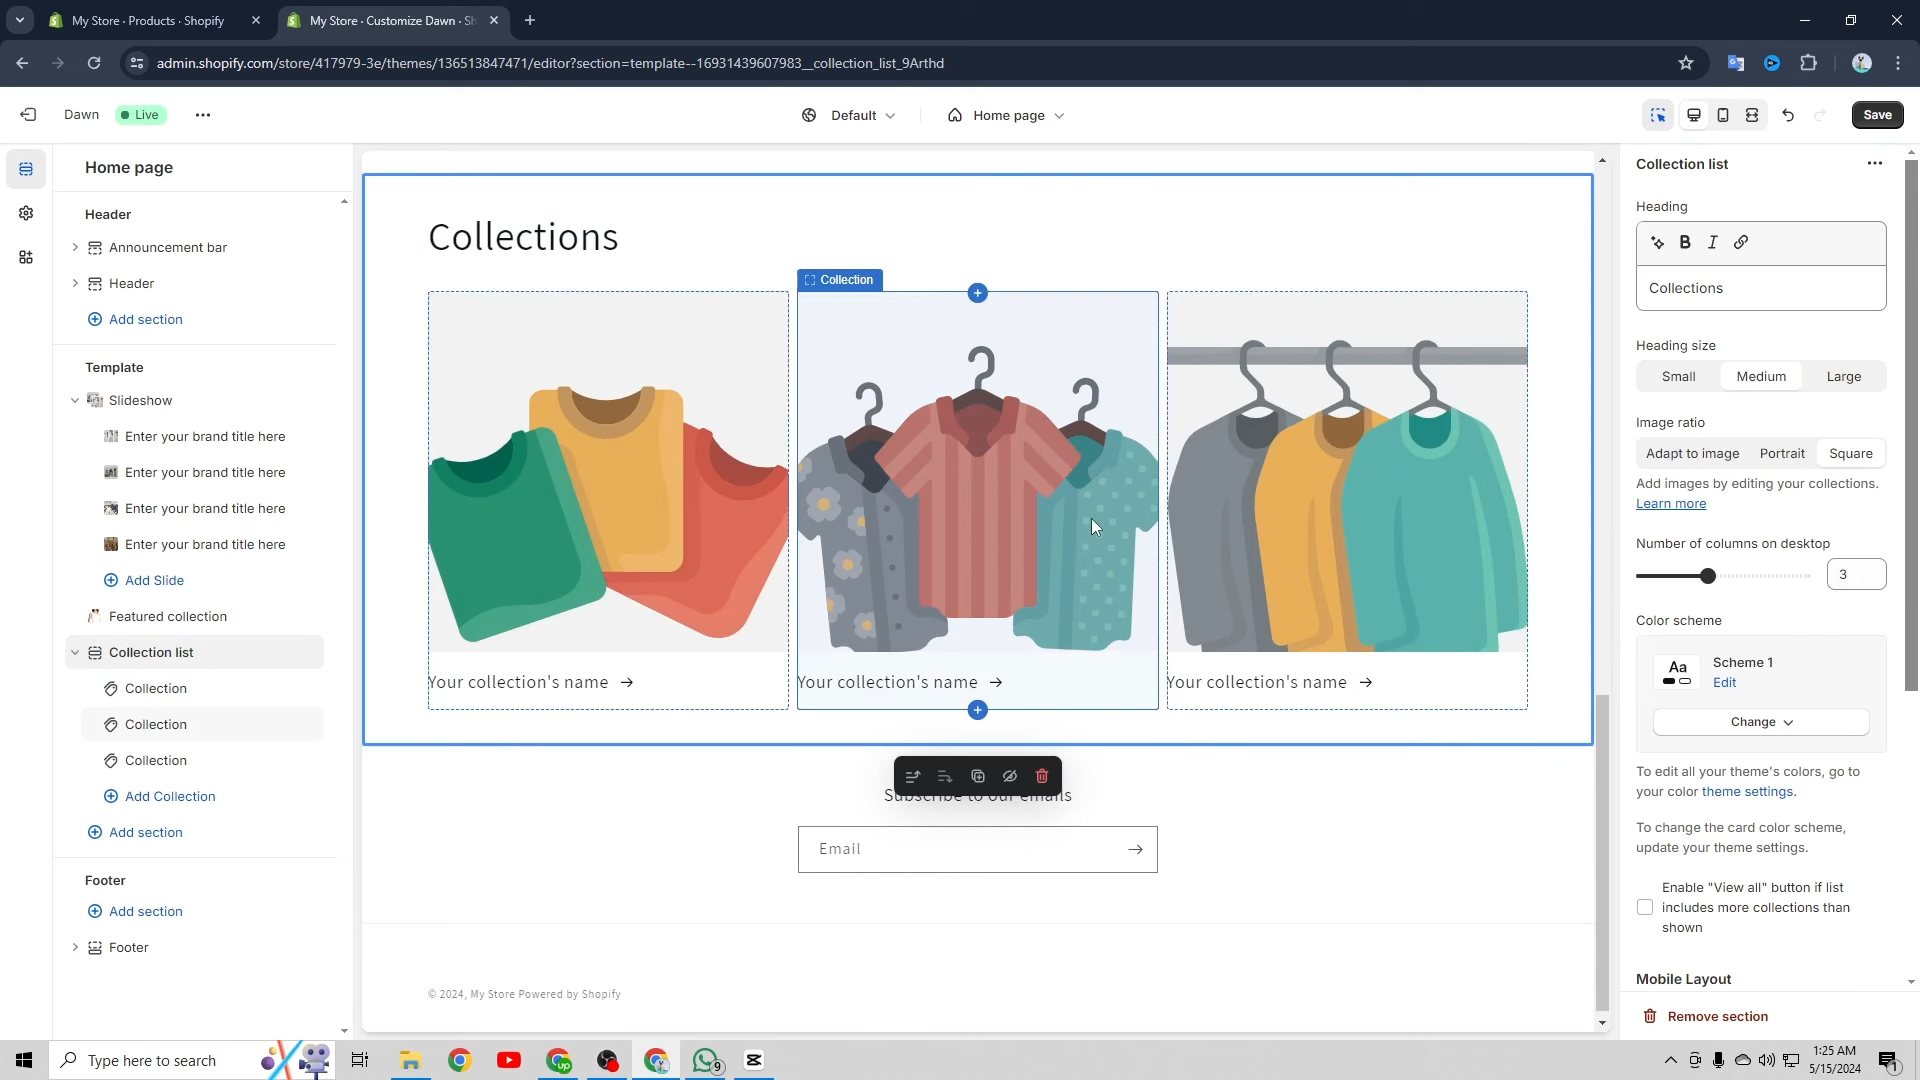 My Store · Products · Shopify
My Store · Customize Dawn · Sh
admin.shopify.com/store/417979-3e/themes/136513847471/editor?section=template--16931439607983__collection_list_9Arthd
Dawn
Live
Default
Home page
Save
Home page
Header
Announcement bar
Header
Add section
Template
Slideshow
Enter your brand title here
Enter your brand title here
Enter your brand title here
Enter your brand title here
Add Slide
Featured collection
Collection list
Collection
Collection
Collection
Add Collection
Add section
Footer
Add section
Footer
Collections
Collection
Your collection's name
Your collection's name
Your collection's name
Subscribe to our emails
Email
© 2024, My Store Powered by Shopify
Collection list
Heading
B I
Collections
Heading size
Small Medium Large
Image ratio
Adapt to image Portrait Square
Add images by editing your collections.
Learn more
Number of columns on desktop
3
Color scheme
Aa
Scheme 1
Edit
Change
To edit all your theme's colors, go to
your color theme settings.
To change the card color scheme,
update your theme settings.
Enable "View all" button if list
includes more collections than
shown
Mobile Layout
Remove section
Type here to search
up
9
1:25 AM
5/15/2024
1